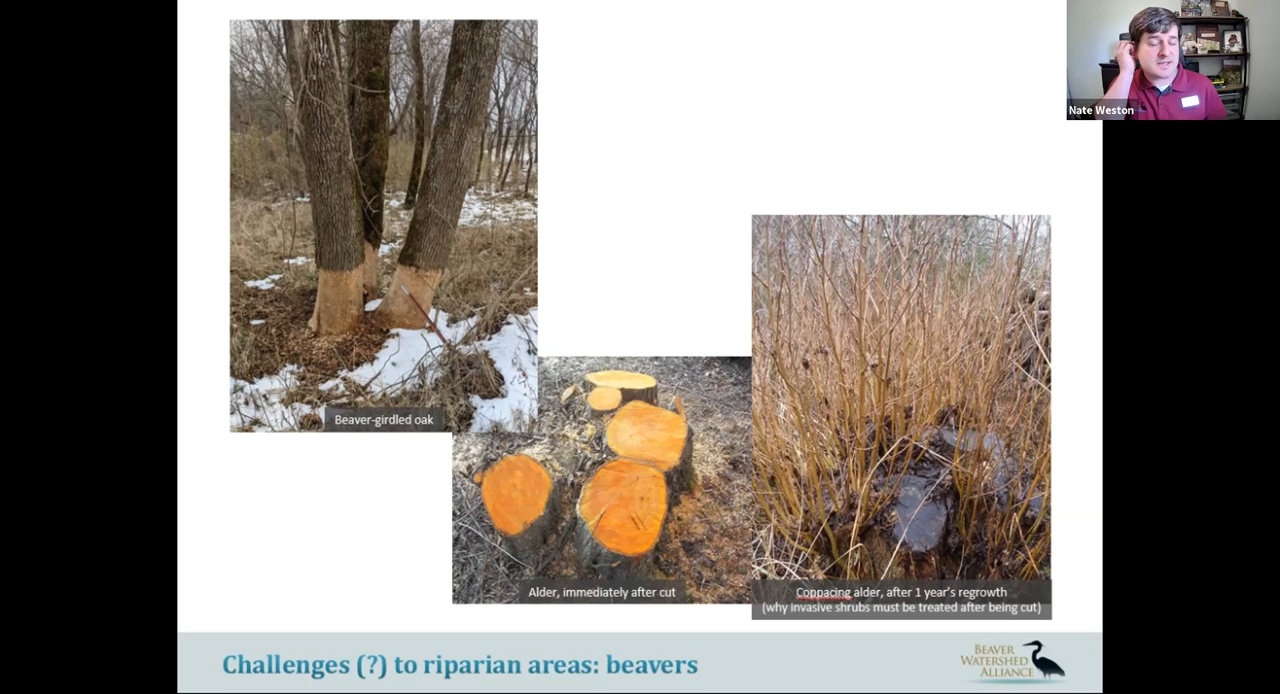 Nate Weston
Beaver-girdled oak
Alder, immediately after cut
Coppacing alder, after 1 year's regrowth
(why invasive shrubs must be treated after being cut)
Challenges (?) to riparian areas: beavers
BEAVER
WATERSHED
ALLIANCE